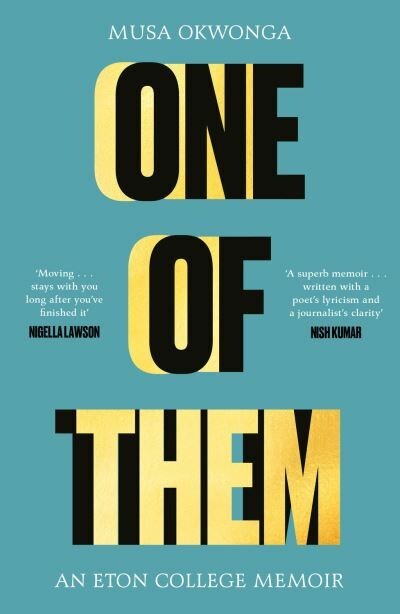 MUSA OKWONGA
ONE
OF
THEM
‘Moving . . .
stays with you
long after you’ve
finished it’
NIGELLA LAWSON
‘A superb memoir . . .
written with a
poet’s lyricism and
a journalist’s clarity’
NISH KUMAR
AN ETON COLLEGE MEMOIR